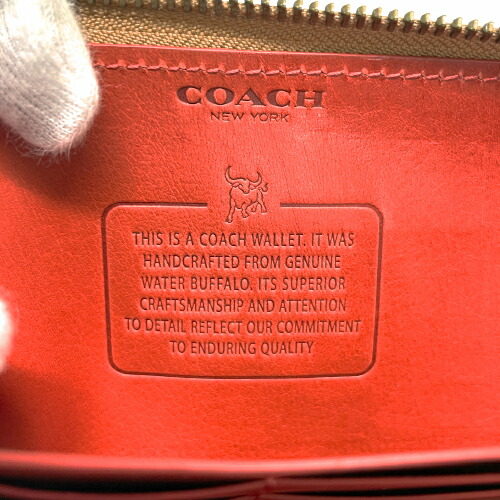 COACH
NEW YORK
THIS IS A COACH WALLET. IT WAS
HANDCRAFTED FROM GENUINE
WATER BUFFALO. ITS SUPERIOR
CRAFTSMANSHIP AND ATTENTION
TO DETAIL REFLECT OUR COMMITMENT
TO ENDURING QUALITY